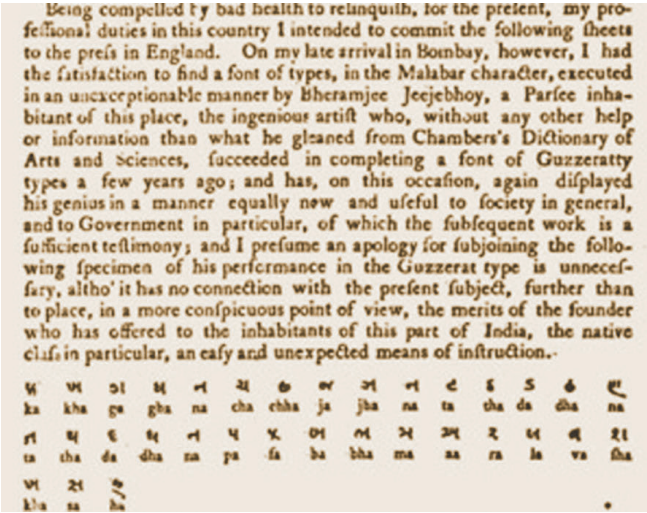 Being compelled by bad health to relinquiſh, for the preſent, my pro-
feſſional duties in this country I intended to commit the following ſheets
to the preſs in England. On my late arrival in Bombay, however, I had
the ſatisfaction to find a font of types, in the Malabar character, executed
in an unexceptionable manner by Bheramjee Jeejebhoy, a Parſee inha-
bitant of this place, the ingenious artiſt who, without any other help
or information than what he gleaned from Chambers's Dictionary of
Arts and Sciences, ſucceeded in completing a font of Guzzeratty
types a few years ago; and has, on this occaſion, again diſplayed
his genius in a manner equally new and uſeful to ſociety in general,
and to Government in particular, of which the ſubſequent work is a
ſufficient teſtimony; and I preſume an apology for ſubjoining the follo-
wing ſpecimen of his performance in the Guzzerat type is unneceſ-
ſary, altho' it has no connection with the preſent ſubject, further than
to place, in a more conſpicuous point of view, the merits of the founder
who has offered to the inhabitants of this part of India, the native
claſs in particular, an eaſy and unexpected means of inſtruction.
ka kha ga gha na cha chha ja jha na ta tha da dha na
ta tha da dha na pa fa ba bha ma aa ra la va ſha
kha sa ha